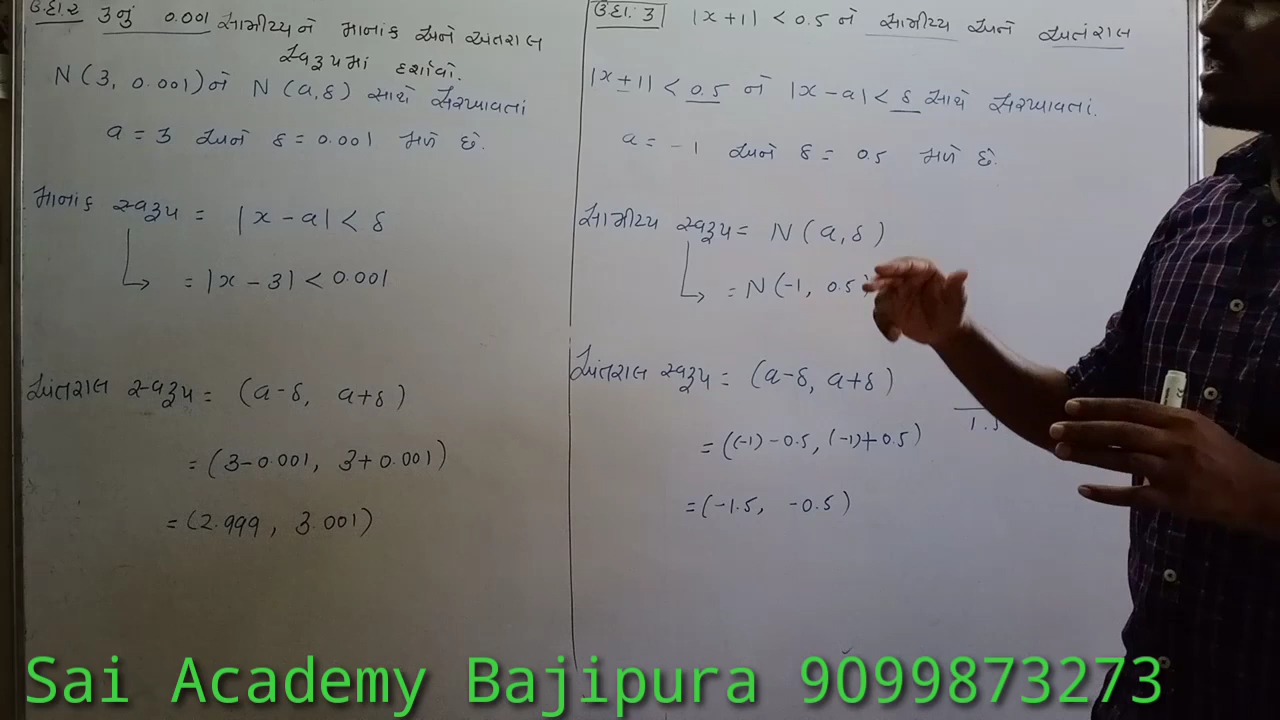 ઉદા.૨ 3નું 0.001 સામીપ્યને માનાંક અને અંતરાલ
સ્વરૂપમાં દર્શાવો.
N(3, 0.001)ને N(a,δ) સાથે સરખાવતાં
a = 3 અને δ = 0.001 મળે છે.
માનાંક સ્વરૂપ = |x - a| < δ
= |x - 3| < 0.001
અંતરાલ સ્વરૂપ = (a-δ, a+δ)
= (3-0.001, 3+0.001)
= (2.999, 3.001)
ઉદા: 3 |x+1| < 0.5 ને સામીપ્ય અને અંતરાલ
|x+1| < 0.5 ને |x-a| < δ સાથે સરખાવતાં.
a = -1 અને δ = 0.5 મળે છે.
સામીપ્ય સ્વરૂપ = N(a,δ)
= N(-1, 0.5)
અંતરાલ સ્વરૂપ = (a-δ, a+δ)
= ((-1)-0.5, (-1)+0.5)
1.5
= (-1.5, -0.5)
Sai Academy Bajipura 9099873273